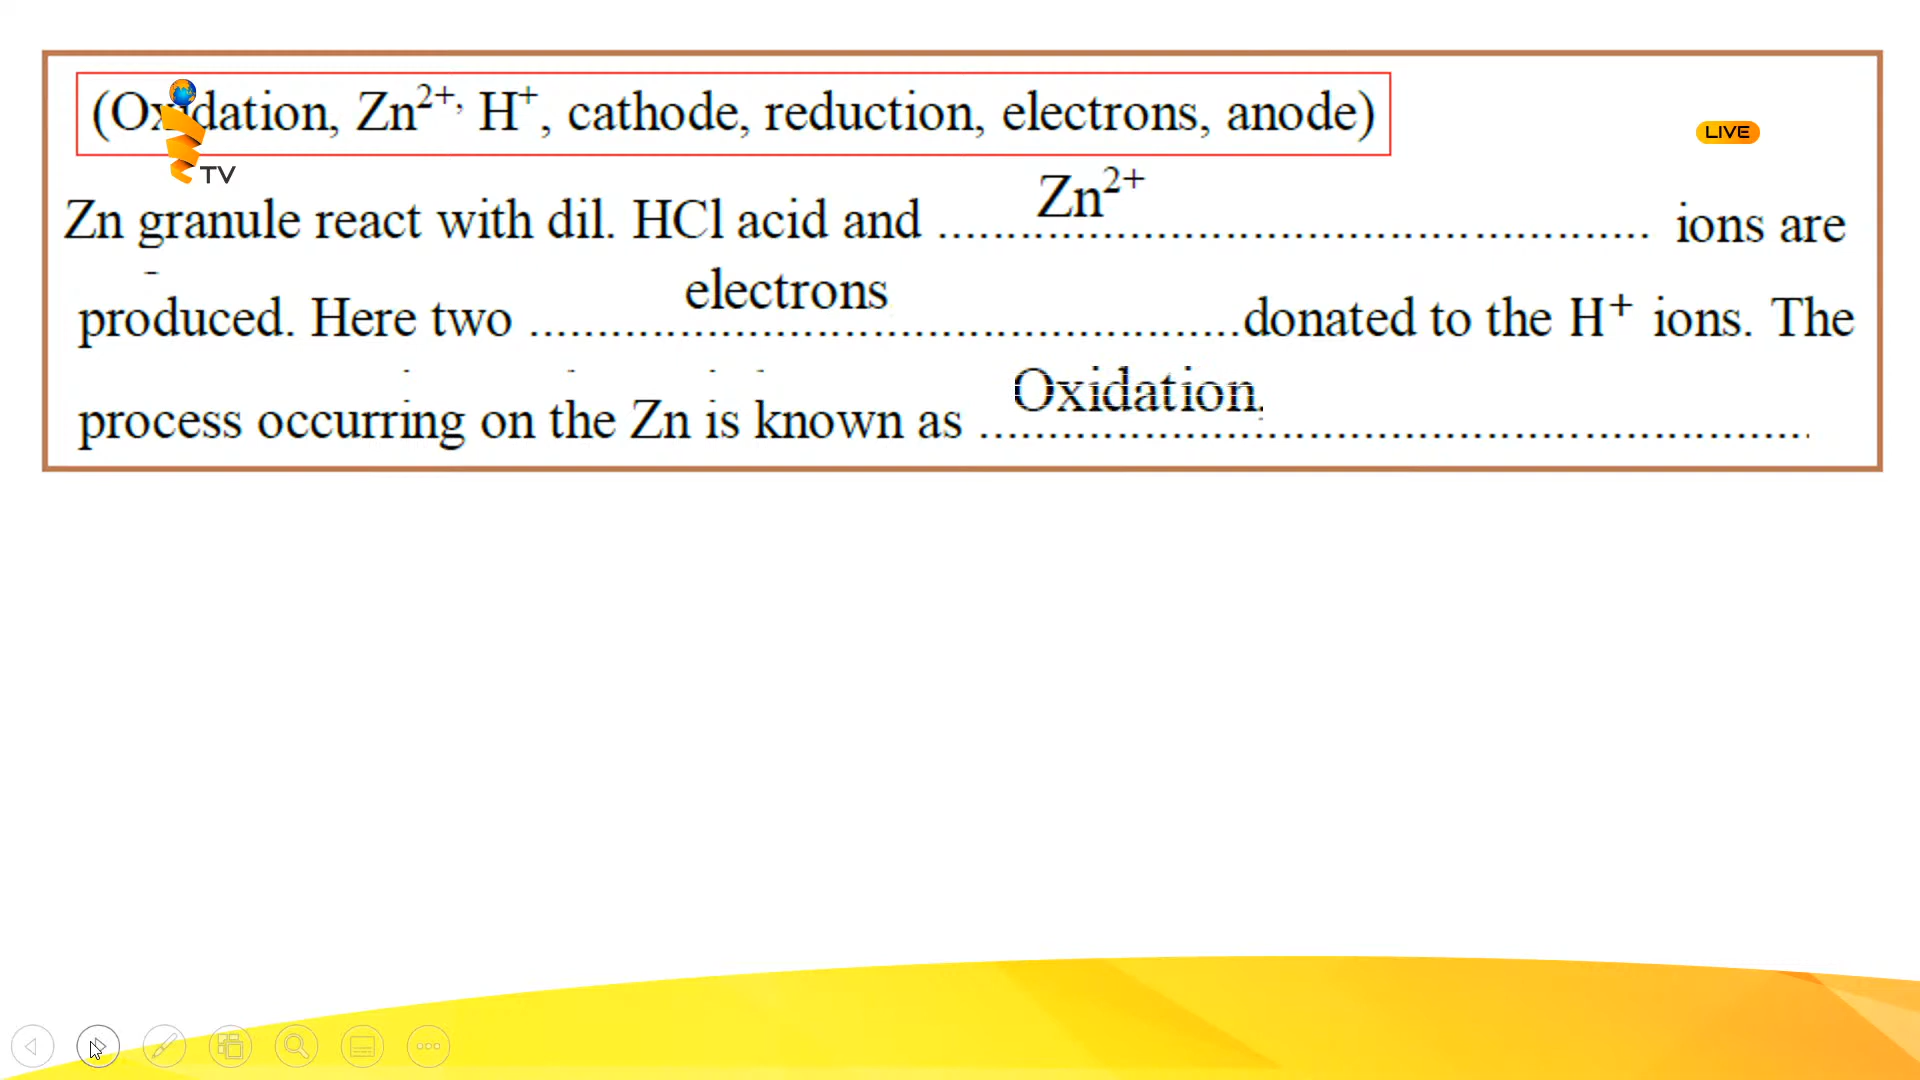 (Oxidation, Zn²⁺, H⁺, cathode, reduction, electrons, anode)
LIVE
TV
Zn²⁺
Zn granule react with dil. HCl acid and .................................................... ions are
electrons
produced. Here two ....................................................donated to the H⁺ ions. The
Oxidation.
process occurring on the Zn is known as ............................................................